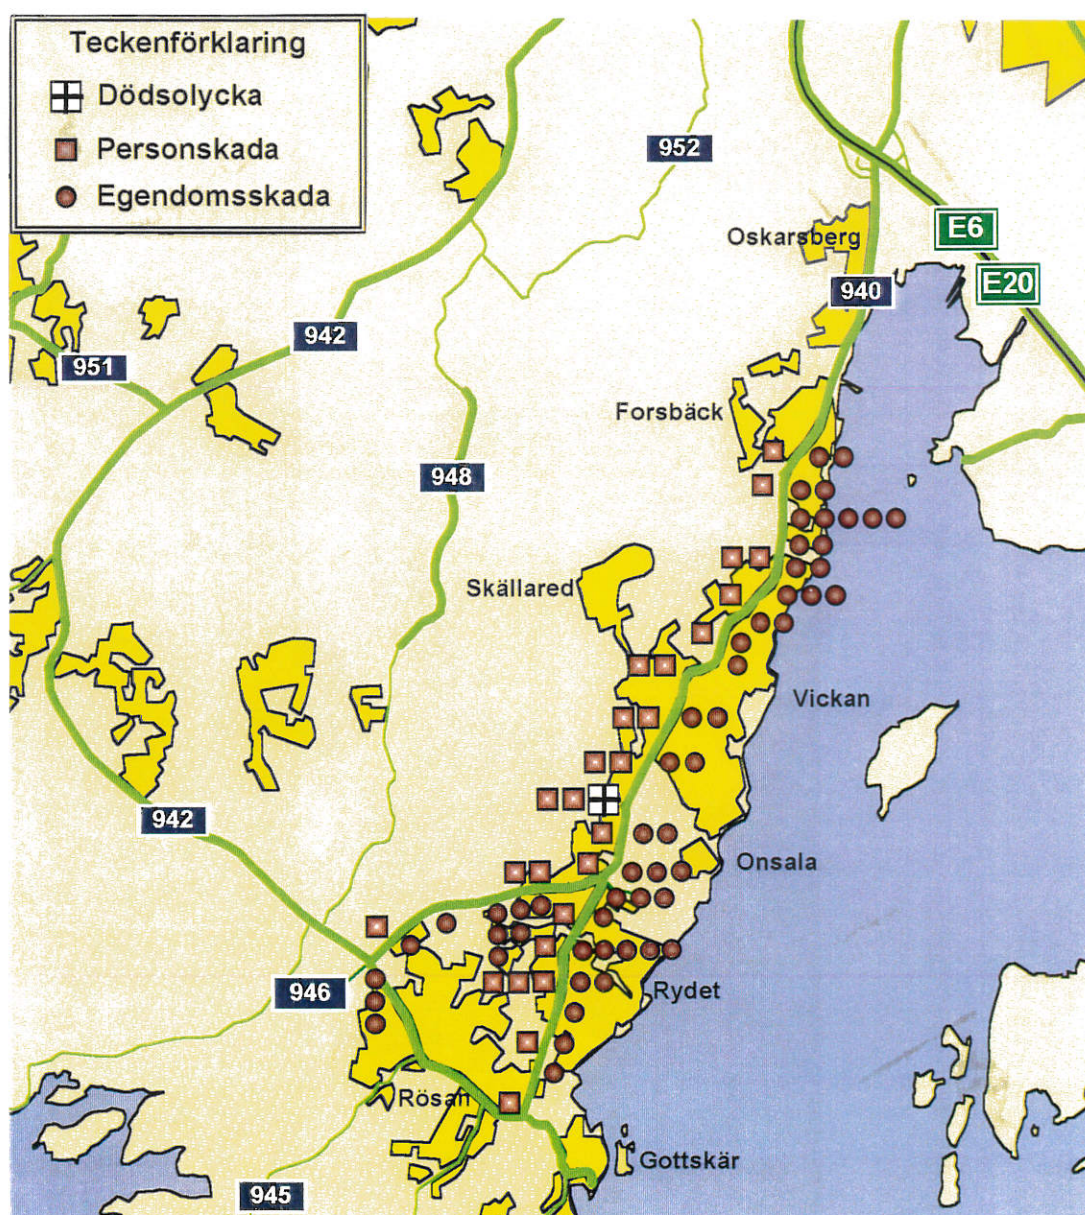 Teckenförklaring
Dödsolycka
Personskada
Egendomsskada
952
E6
Oskarsberg
E20
940
942
951
Forsbäck
948
Skällared
Vickan
942
Onsala
946
Rydet
Rösan
Gottskär
945